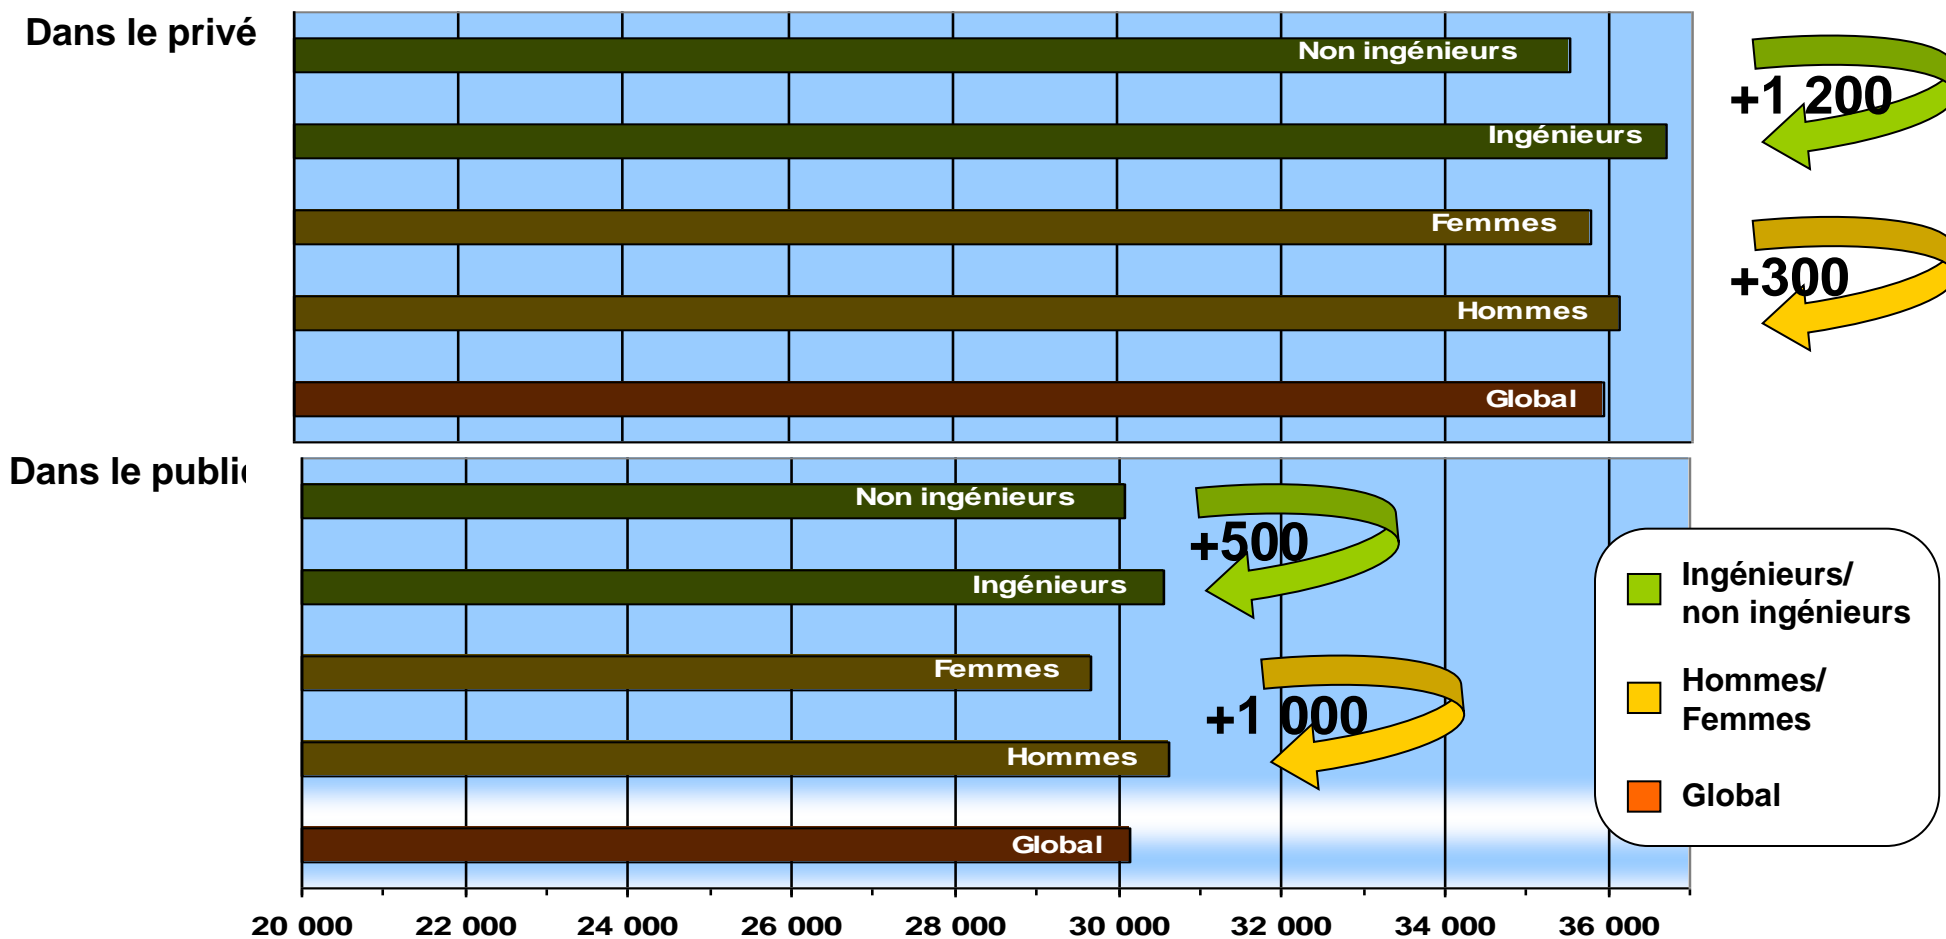 Dans le privé
Non ingénieurs
+1 200
Ingénieurs
Femmes
+300
Hommes
Global
Dans le public
Non ingénieurs
+500
Ingénieurs
Femmes
+1 000
Hommes
Global
Ingénieurs/
non ingénieurs
Hommes/
Femmes
Global
20 000 22 000 24 000 26 000 28 000 30 000 32 000 34 000 36 000